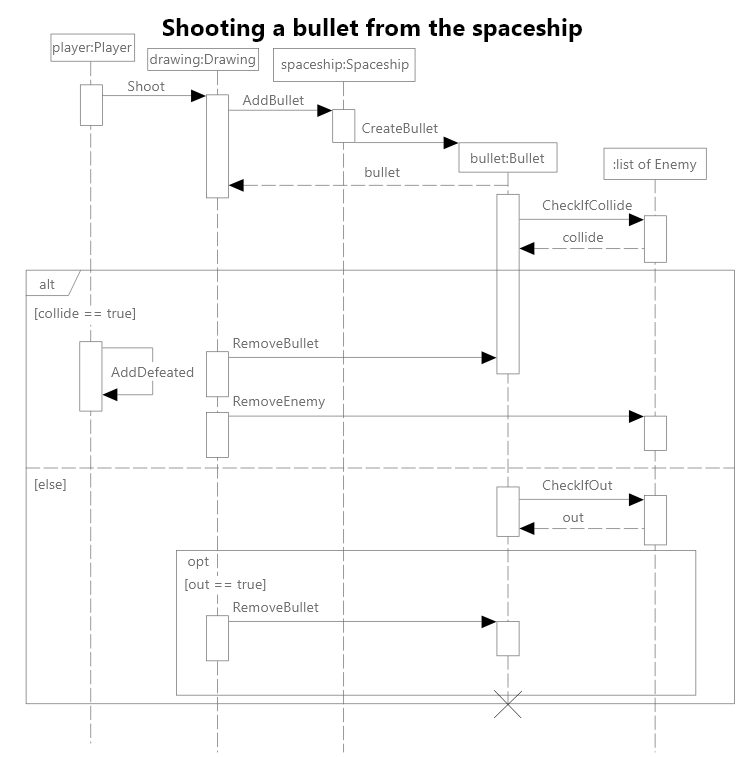 Shooting a bullet from the spaceship
player:Player
drawing:Drawing
spaceship:Spaceship
Shoot
AddBullet
CreateBullet
bullet:Bullet
:list of Enemy
bullet
CheckIfCollide
collide
alt
[collide == true]
RemoveBullet
AddDefeated
RemoveEnemy
[else]
CheckIfOut
out
opt
[out == true]
RemoveBullet